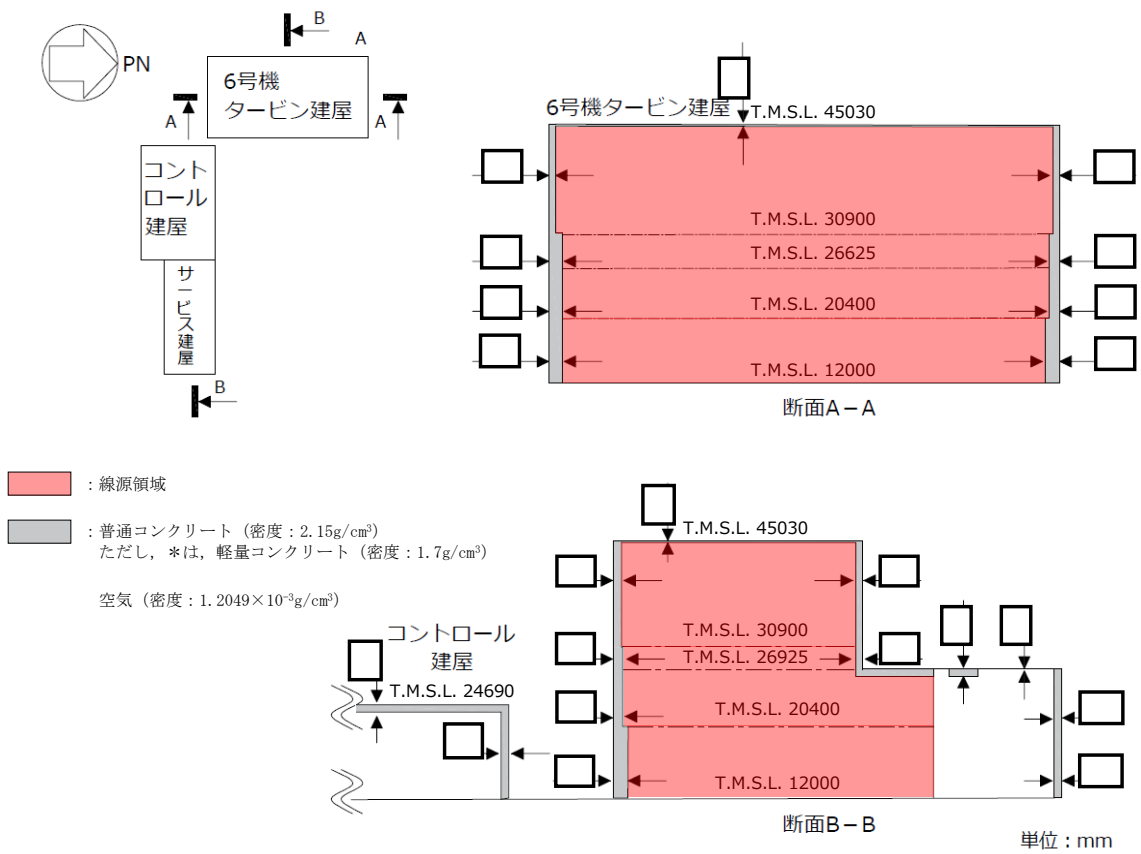 B
A
PN
6号機
タービン建屋
A
A
コント
ロール
建屋
サービス建屋
B
6号機タービン建屋
T.M.S.L. 45030
T.M.S.L. 30900
T.M.S.L. 26625
T.M.S.L. 20400
T.M.S.L. 12000
断面A－A
：線源領域
：普通コンクリート（密度：2.15g/cm³）
ただし，＊は，軽量コンクリート（密度：1.7g/cm³）
空気（密度：1.2049×10⁻³g/cm³）
コントロール
建屋
T.M.S.L. 24690
T.M.S.L. 45030
T.M.S.L. 30900
T.M.S.L. 26925
T.M.S.L. 20400
T.M.S.L. 12000
断面B－B
単位：mm